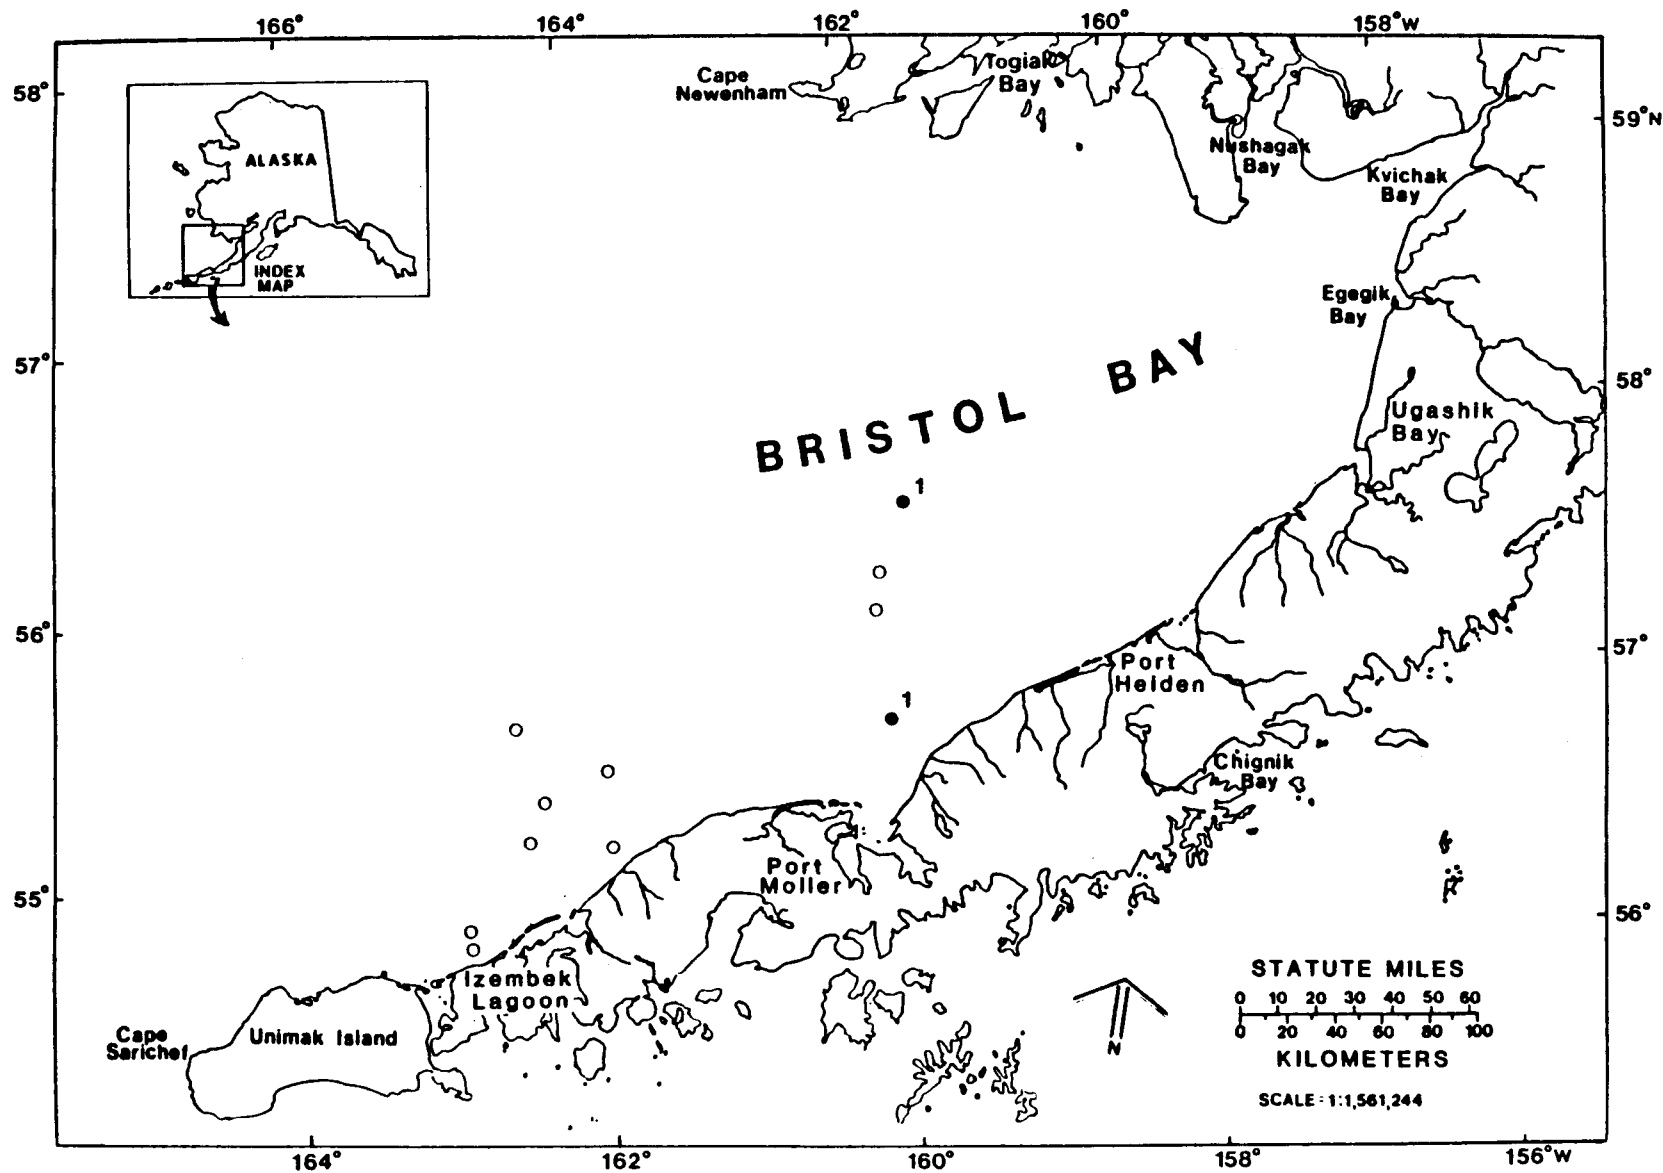 166° 164° 162° 160° 158°W
58°
57°
56°
55°
59°N
58°
57°
56°
Cape
Newenham
Togiak
Bay
Nushagak
Bay
Kvichak
Bay
ALASKA
INDEX
MAP
Egegik
Bay
BRISTOL BAY
Ugashik
Bay
1
1
Port
Heiden
Chignik
Bay
Port
Moller
Izembek
Lagoon
Cape
Sarichef
Unimak Island
N
STATUTE MILES
0 10 20 30 40 50 60
0 20 40 60 80 100
KILOMETERS
SCALE = 1:1,561,244
164° 162° 160° 158° 156°W